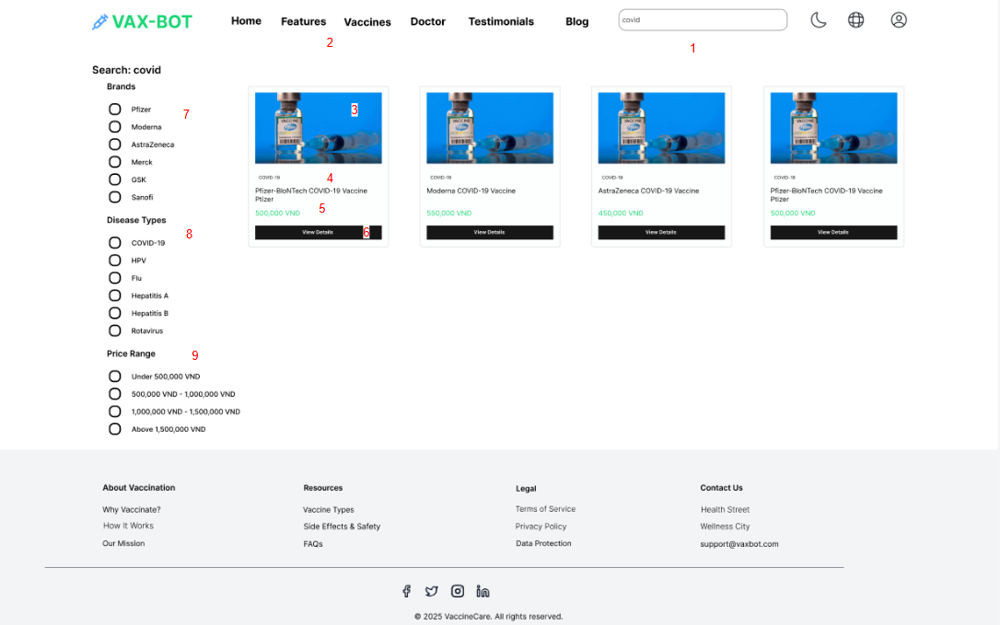 VAX-BOT
Home Features Vaccines Doctor Testimonials Blog
covid
2
1
Search: covid
Brands
Pfizer
7
Moderna
AstraZeneca
Merck
GSK
Sanofi
Disease Types
8
COVID-19
HPV
Flu
Hepatitis A
Hepatitis B
Rotavirus
Price Range
9
Under 500,000 VND
500,000 VND - 1,000,000 VND
1,000,000 VND - 1,500,000 VND
Above 1,500,000 VND
VACCINE
3
COVID-19
4
Pfizer-BioNTech COVID-19 Vaccine
Ptizer
5
500,000 VND
View Details
6
VACCINE
COVID-19
Moderna COVID-19 Vaccine
550,000 VND
View Details
VACCINE
COVID-19
AstraZeneca COVID-19 Vaccine
450,000 VND
View Details
VACCINE
COVID-19
Pfizer-BioNTech COVID-19 Vaccine
Ptizer
500,000 VND
View Details
About Vaccination
Why Vaccinate?
How It Works
Our Mission
Resources
Vaccine Types
Side Effects & Safety
FAQs
Legal
Terms of Service
Privacy Policy
Data Protection
Contact Us
Health Street
Wellness City
support@vaxbot.com
© 2025 VaccineCare. All rights reserved.